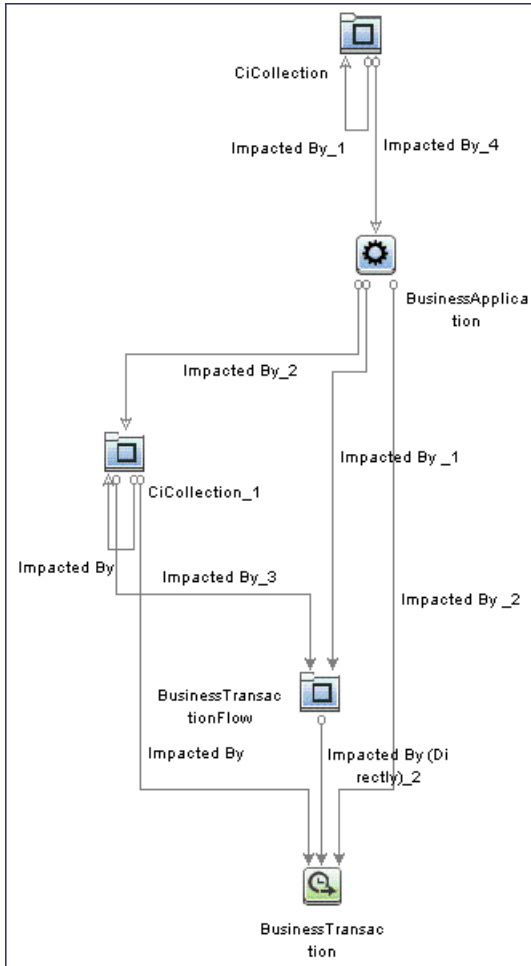 CiCollection
Impacted By_1
Impacted By_4
BusinessApplica
tion
Impacted By_2
Impacted By _1
CiCollection_1
Impacted By
Impacted By_3
Impacted By _2
BusinessTransac
tionFlow
Impacted By
Impacted By (Di
rectly)_2
BusinessTransac
tion